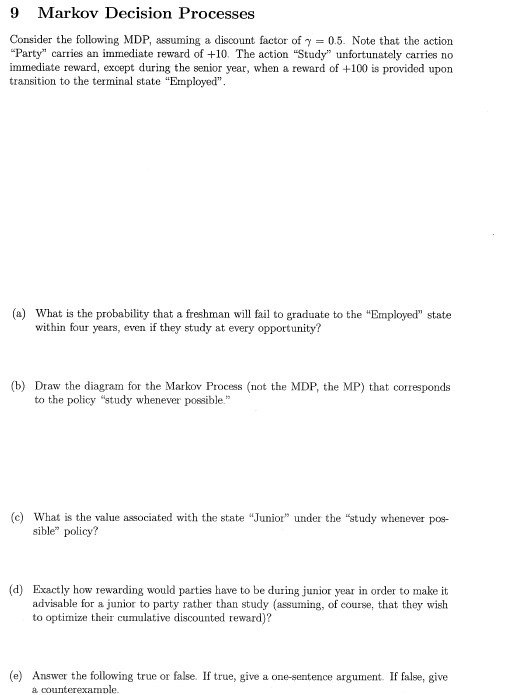 9 Markov Decision Processes
Consider the following MDP, assuming a discount factor of γ = 0.5. Note that the action
"Party" carries an immediate reward of +10. The action "Study" unfortunately carries no
immediate reward, except during the senior year, when a reward of +100 is provided upon
transition to the terminal state "Employed".
(a) What is the probability that a freshman will fail to graduate to the "Employed" state
within four years, even if they study at every opportunity?
(b) Draw the diagram for the Markov Process (not the MDP, the MP) that corresponds
to the policy "study whenever possible."
(c) What is the value associated with the state "Junior" under the "study whenever pos-
sible" policy?
(d) Exactly how rewarding would parties have to be during junior year in order to make it
advisable for a junior to party rather than study (assuming, of course, that they wish
to optimize their cumulative discounted reward)?
(e) Answer the following true or false. If true, give a one-sentence argument. If false, give
a counterexample.